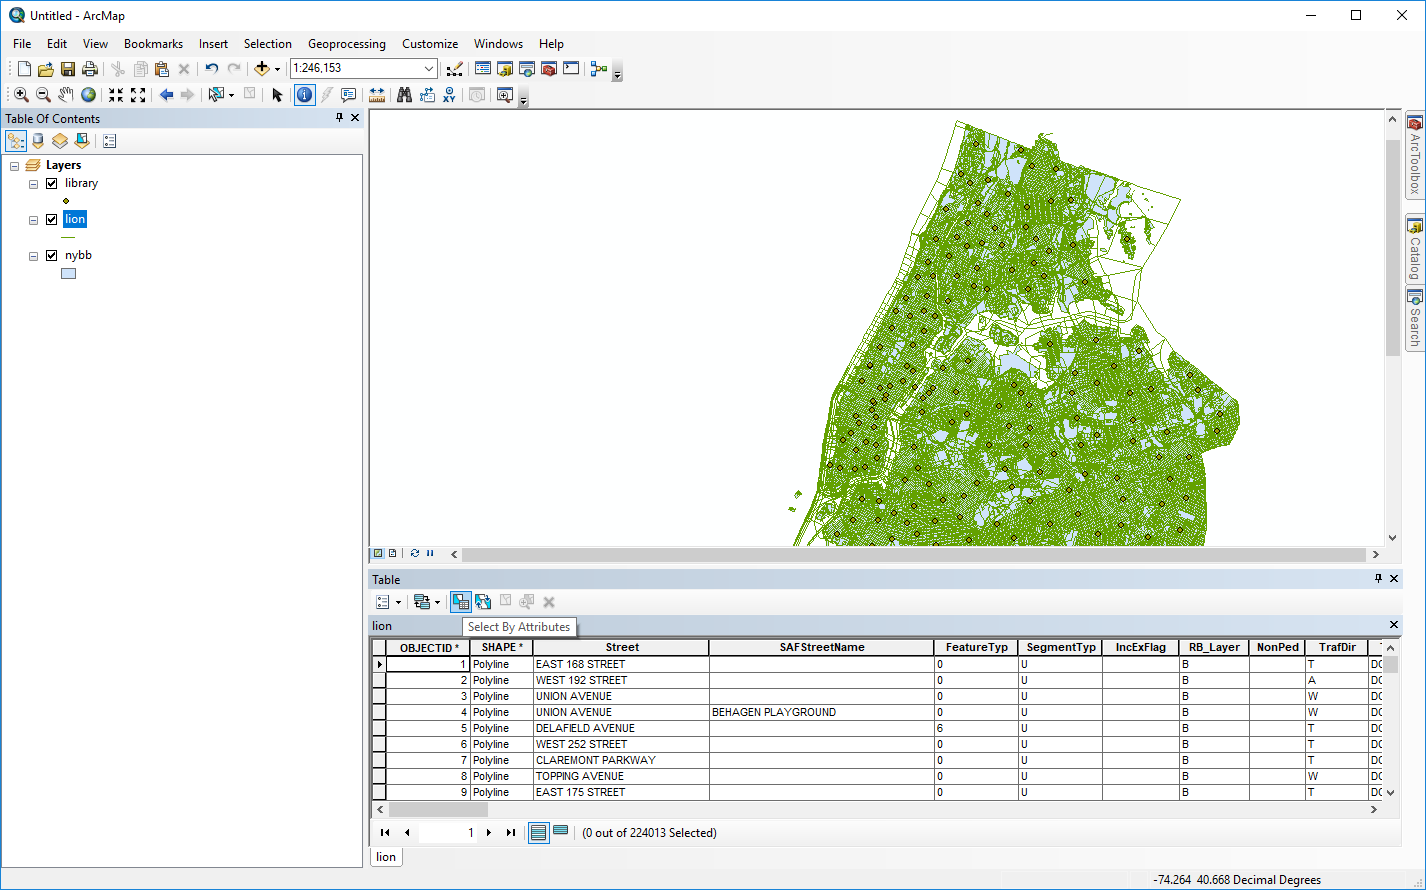 Untitled - ArcMap
File Edit View Bookmarks Insert Selection Geoprocessing Customize Windows Help
1:246,153
XY
Table Of Contents
Layers
library
lion
nybb
ArcToolbox
Catalog
Search
Table
Select By Attributes
lion
OBJECTID * SHAPE * Street SAFStreetName FeatureTyp SegmentTyp IncExFlag RB_Layer NonPed TrafDir
1 Polyline EAST 168 STREET 0 U B T DC
2 Polyline WEST 192 STREET 0 U B A DC
3 Polyline UNION AVENUE 0 U B W DC
4 Polyline UNION AVENUE BEHAGEN PLAYGROUND 0 U B W DC
5 Polyline DELAFIELD AVENUE 6 U B T DC
6 Polyline WEST 252 STREET 0 U B T DC
7 Polyline CLAREMONT PARKWAY 0 U B T DC
8 Polyline TOPPING AVENUE 0 U B W DC
9 Polyline EAST 175 STREET 0 U B T DC
1 (0 out of 224013 Selected)
lion
-74.264 40.668 Decimal Degrees